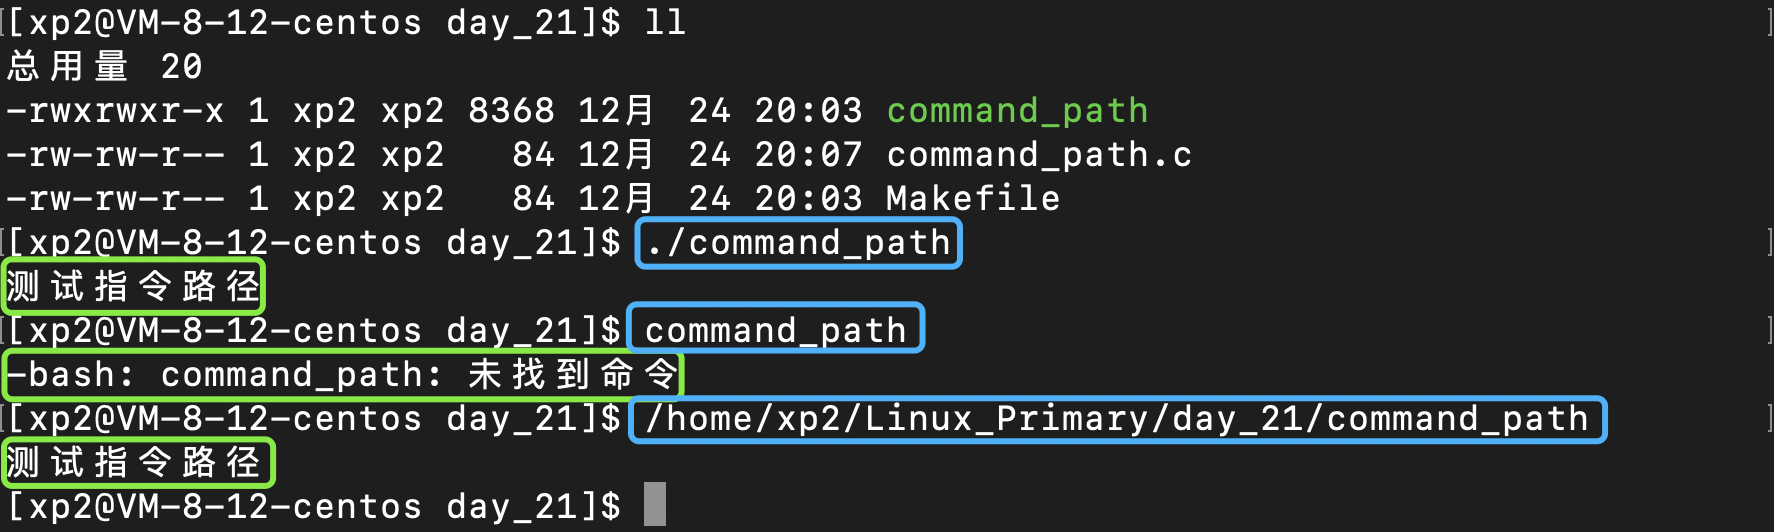 [xp2@VM-8-12-centos day_21]$ ll
总用量 20
-rwxrwxr-x 1 xp2 xp2 8368 12月 24 20:03 command_path
-rw-rw-r-- 1 xp2 xp2   84 12月 24 20:07 command_path.c
-rw-rw-r-- 1 xp2 xp2   84 12月 24 20:03 Makefile
[xp2@VM-8-12-centos day_21]$ ./command_path
测试指令路径
[xp2@VM-8-12-centos day_21]$ command_path
-bash: command_path: 未找到命令
[xp2@VM-8-12-centos day_21]$ /home/xp2/Linux_Primary/day_21/command_path
测试指令路径
[xp2@VM-8-12-centos day_21]$